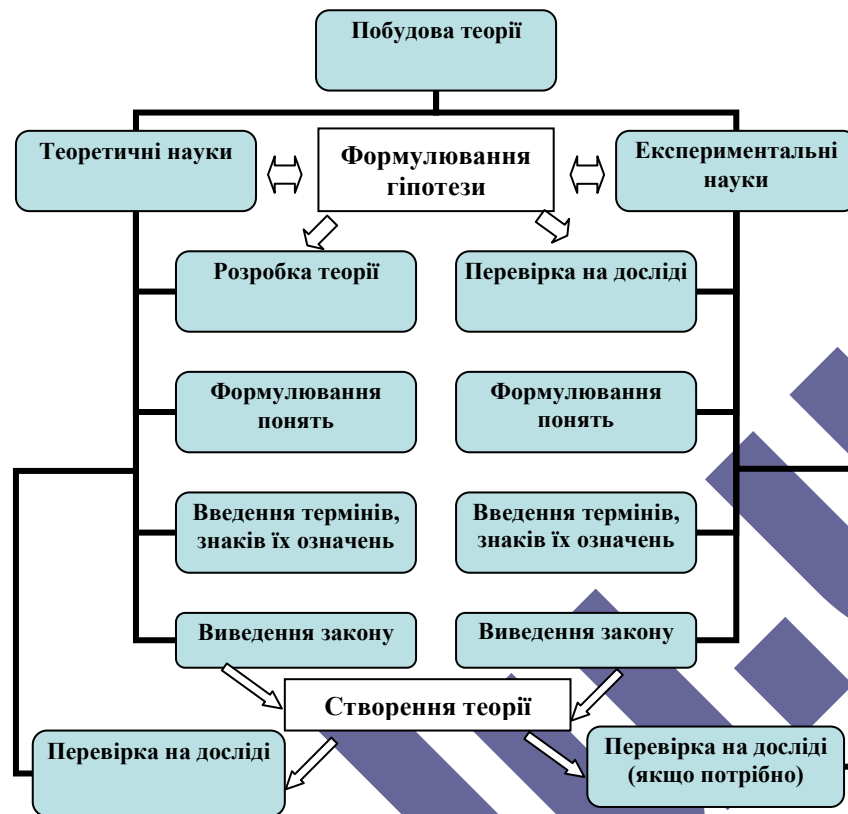 Побудова теорії
Теоретичні науки
Формулювання
гіпотези
Експериментальні
науки
Розробка теорії
Перевірка на досліді
Формулювання
понять
Формулювання
понять
Введення термінів,
знаків їх означень
Введення термінів,
знаків їх означень
Виведення закону
Виведення закону
Створення теорії
Перевірка на досліді
Перевірка на досліді
(якщо потрібно)